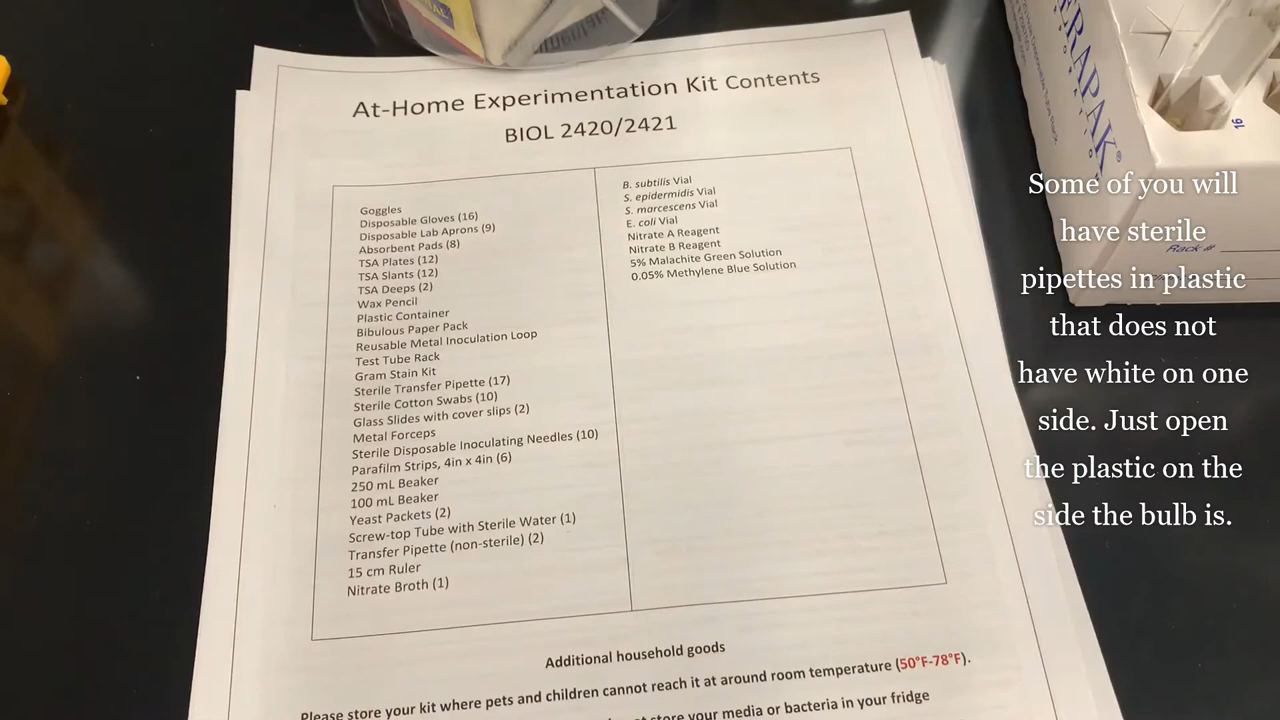 At-Home Experimentation Kit Contents
BIOL 2420/2421
Goggles
Disposable Gloves (16)
Disposable Lab Aprons (9)
Absorbent Pads (8)
TSA Plates (12)
TSA Slants (12)
TSA Deeps (2)
Wax Pencil
Plastic Container
Bibulous Paper Pack
Reusable Metal Inoculation Loop
Test Tube Rack
Gram Stain Kit
Sterile Transfer Pipette (17)
Sterile Cotton Swabs (10)
Glass Slides with cover slips (2)
Metal Forceps
Sterile Disposable Inoculating Needles (10)
Parafilm Strips, 4in x 4in (6)
250 mL Beaker
100 mL Beaker
Yeast Packets (2)
Screw-top Tube with Sterile Water (1)
Transfer Pipette (non-sterile) (2)
15 cm Ruler
Nitrate Broth (1)
B. subtilis Vial
S. epidermidis Vial
S. marcescens Vial
E. coli Vial
Nitrate A Reagent
Nitrate B Reagent
5% Malachite Green Solution
0.05% Methylene Blue Solution
Additional household goods
Please store your kit where pets and children cannot reach it at around room temperature (50°F-78°F).
store your media or bacteria in your fridge
16
Rack #
Some of you will
have sterile
pipettes in plastic
that does not
have white on one
side. Just open
the plastic on the
side the bulb is.